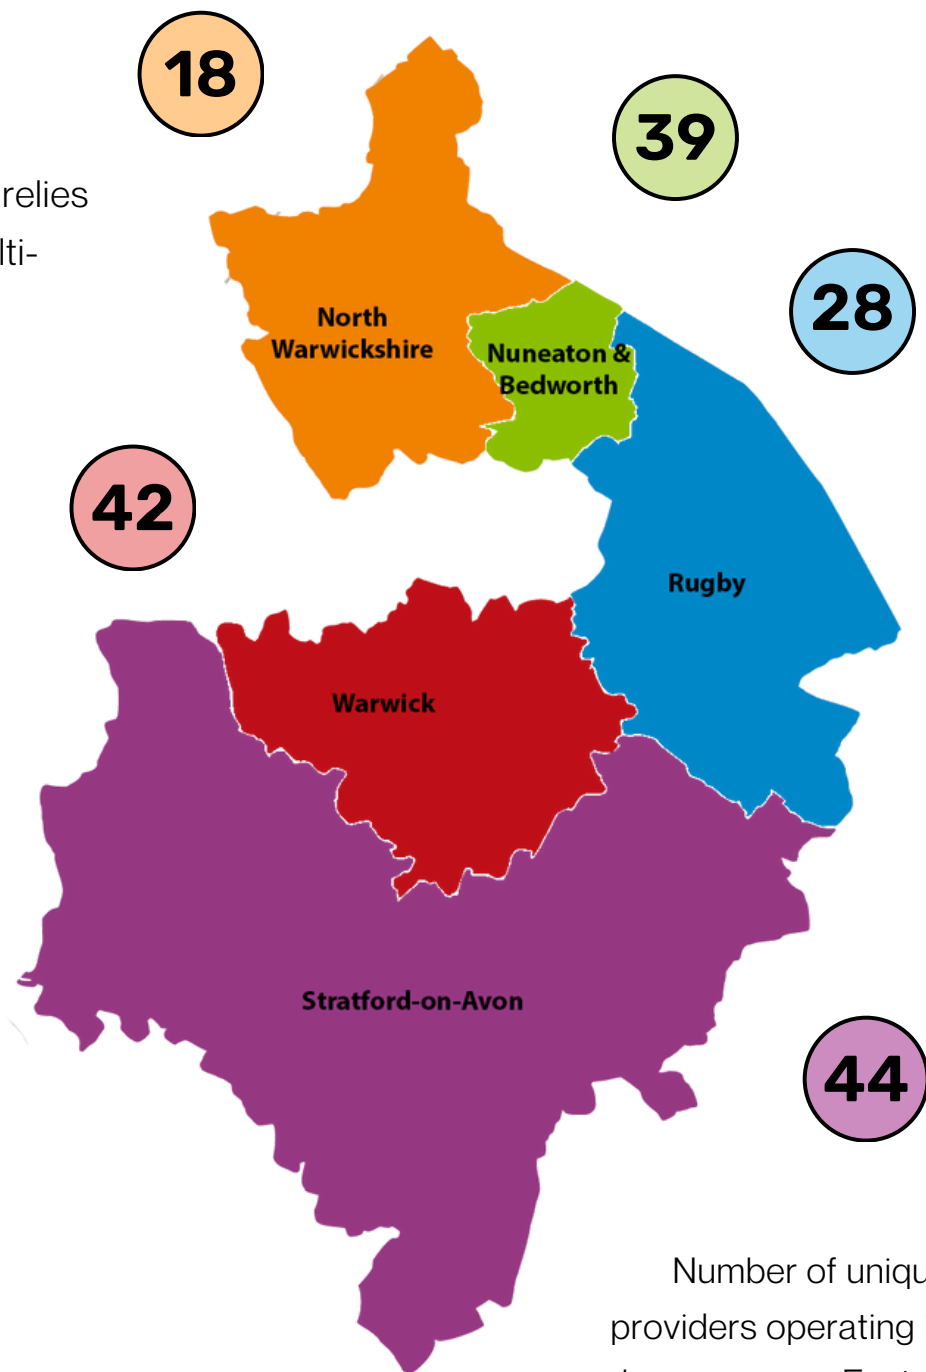 18
39
relies
lti-
28
North
Warwickshire
Nuneaton &
Bedworth
42
Rugby
Warwick
Stratford-on-Avon
44
Number of uniqu
providers operating